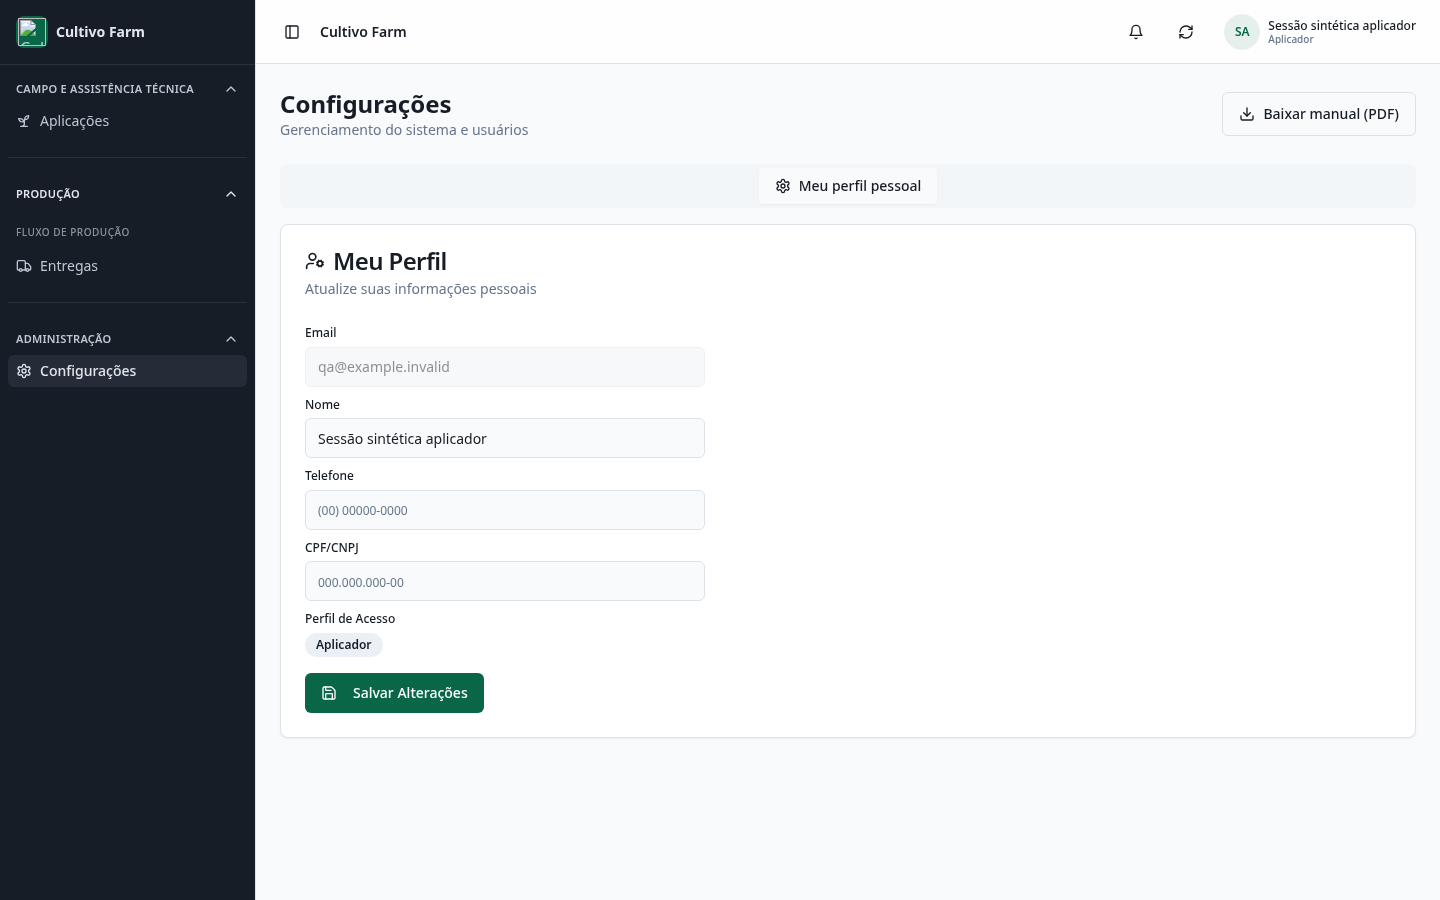 Cultivo Farm
CAMPO E ASSISTÊNCIA TÉCNICA
Aplicações
PRODUÇÃO
FLUXO DE PRODUÇÃO
Entregas
ADMINISTRAÇÃO
Configurações
Cultivo Farm
SA
Sessão sintética aplicador
Aplicador
Configurações
Gerenciamento do sistema e usuários
Baixar manual (PDF)
Meu perfil pessoal
Meu Perfil
Atualize suas informações pessoais
Email
qa@example.invalid
Nome
Sessão sintética aplicador
Telefone
(00) 00000-0000
CPF/CNPJ
000.000.000-00
Perfil de Acesso
Aplicador
Salvar Alterações